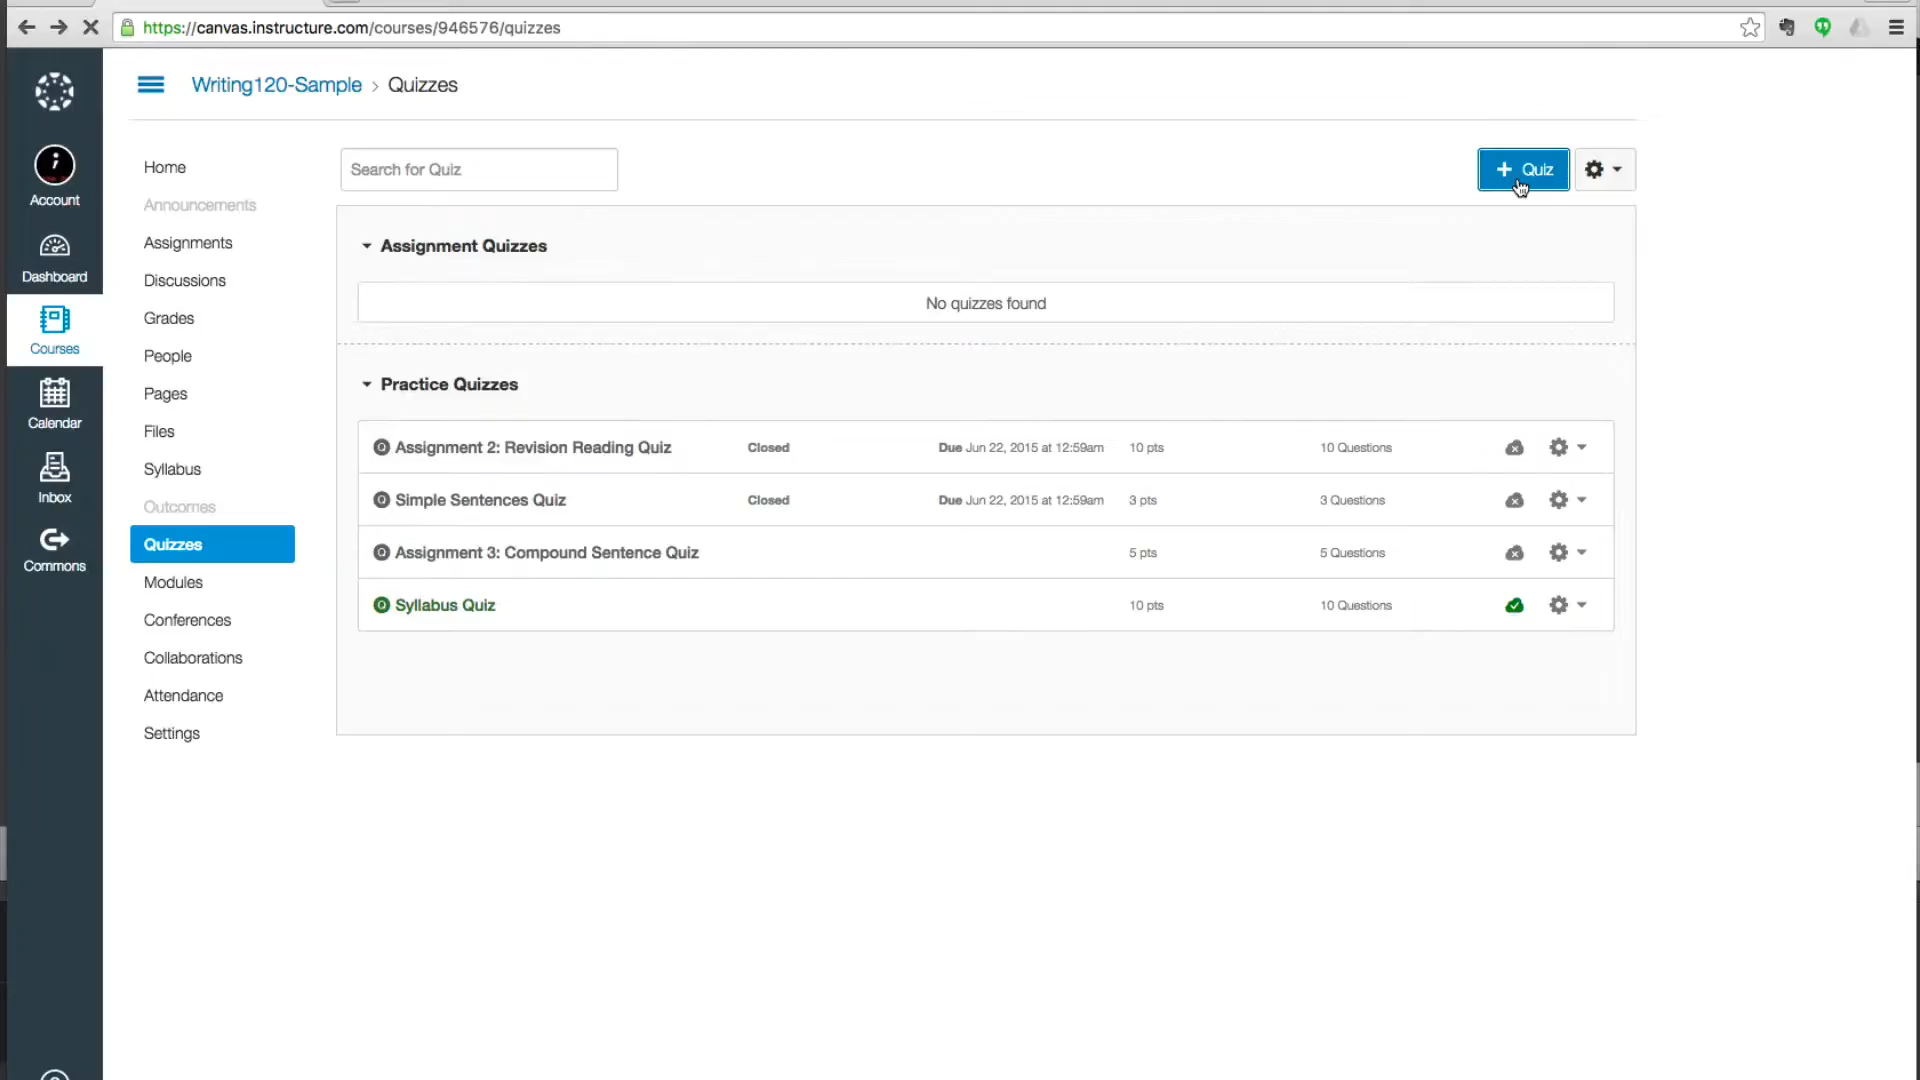 https://canvas.instructure.com/courses/946576/quizzes
Writing120-Sample > Quizzes
Account
Dashboard
Courses
Calendar
Inbox
Commons
Home
Announcements
Assignments
Discussions
Grades
People
Pages
Files
Syllabus
Outcomes
Quizzes
Modules
Conferences
Collaborations
Attendance
Settings
Search for Quiz
+ Quiz
Assignment Quizzes
No quizzes found
Practice Quizzes
Assignment 2: Revision Reading Quiz Closed Due Jun 22, 2015 at 12:59am 10 pts 10 Questions
Simple Sentences Quiz Closed Due Jun 22, 2015 at 12:59am 3 pts 3 Questions
Assignment 3: Compound Sentence Quiz 5 pts 5 Questions
Syllabus Quiz 10 pts 10 Questions